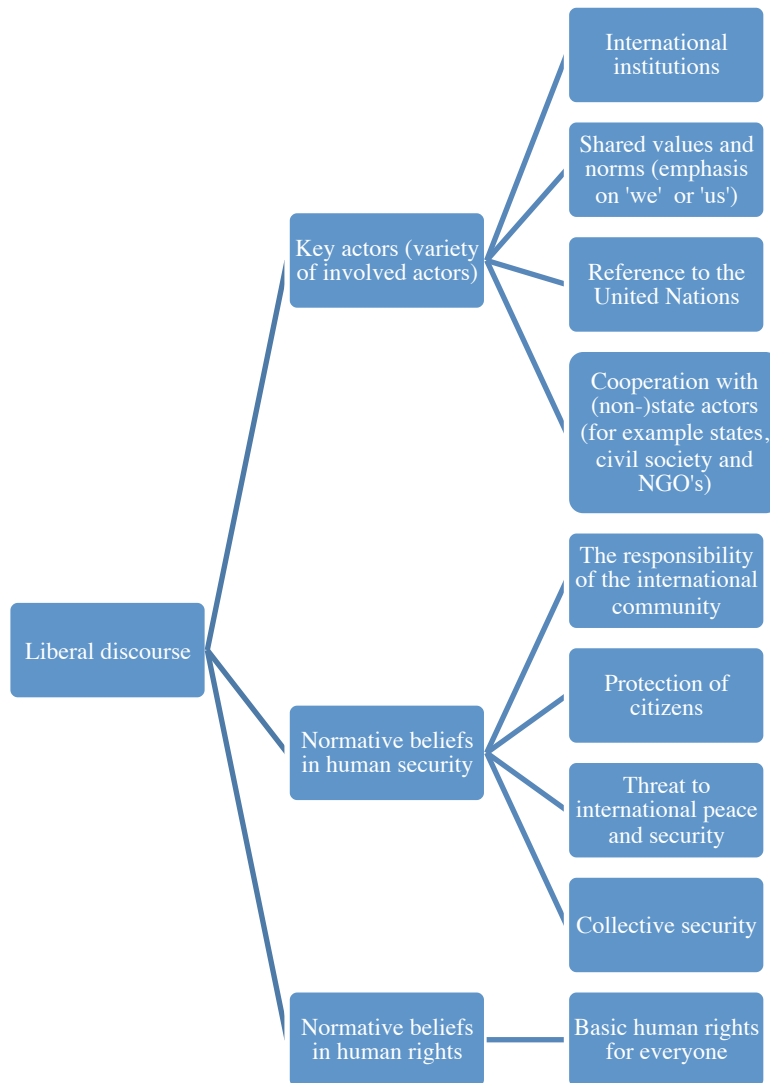 International
institutions
Shared values and
norms (emphasis
on 'we' or 'us')
Key actors (variety
of involved actors)
Reference to the
United Nations
Cooperation with
(non-)state actors
(for example states,
civil society and
NGO's)
The responsibility
of the international
community
Liberal discourse
Protection of
citizens
Normative beliefs
in human security
Threat to
international peace
and security
Collective security
Normative beliefs
in human rights
Basic human rights
for everyone